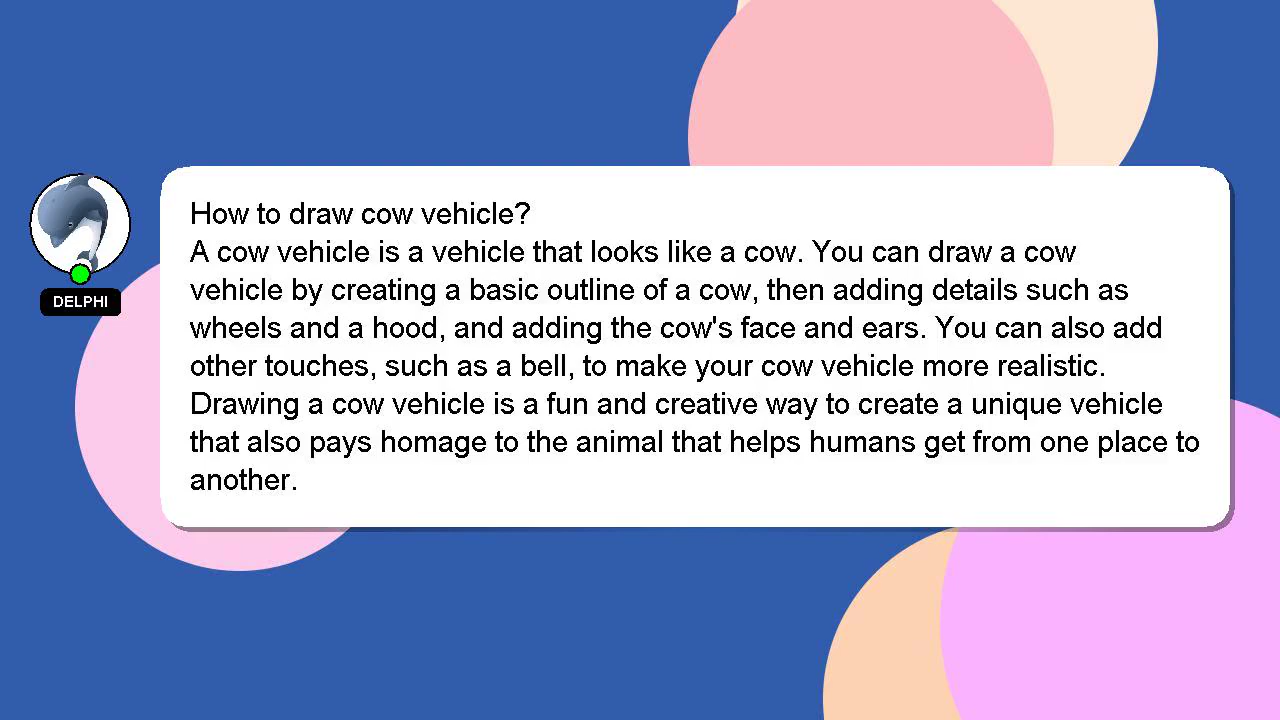 How to draw cow vehicle?
A cow vehicle is a vehicle that looks like a cow. You can draw a cow
vehicle by creating a basic outline of a cow, then adding details such as
wheels and a hood, and adding the cow's face and ears. You can also add
other touches, such as a bell, to make your cow vehicle more realistic.
Drawing a cow vehicle is a fun and creative way to create a unique vehicle
that also pays homage to the animal that helps humans get from one place to
another.
DELPHI